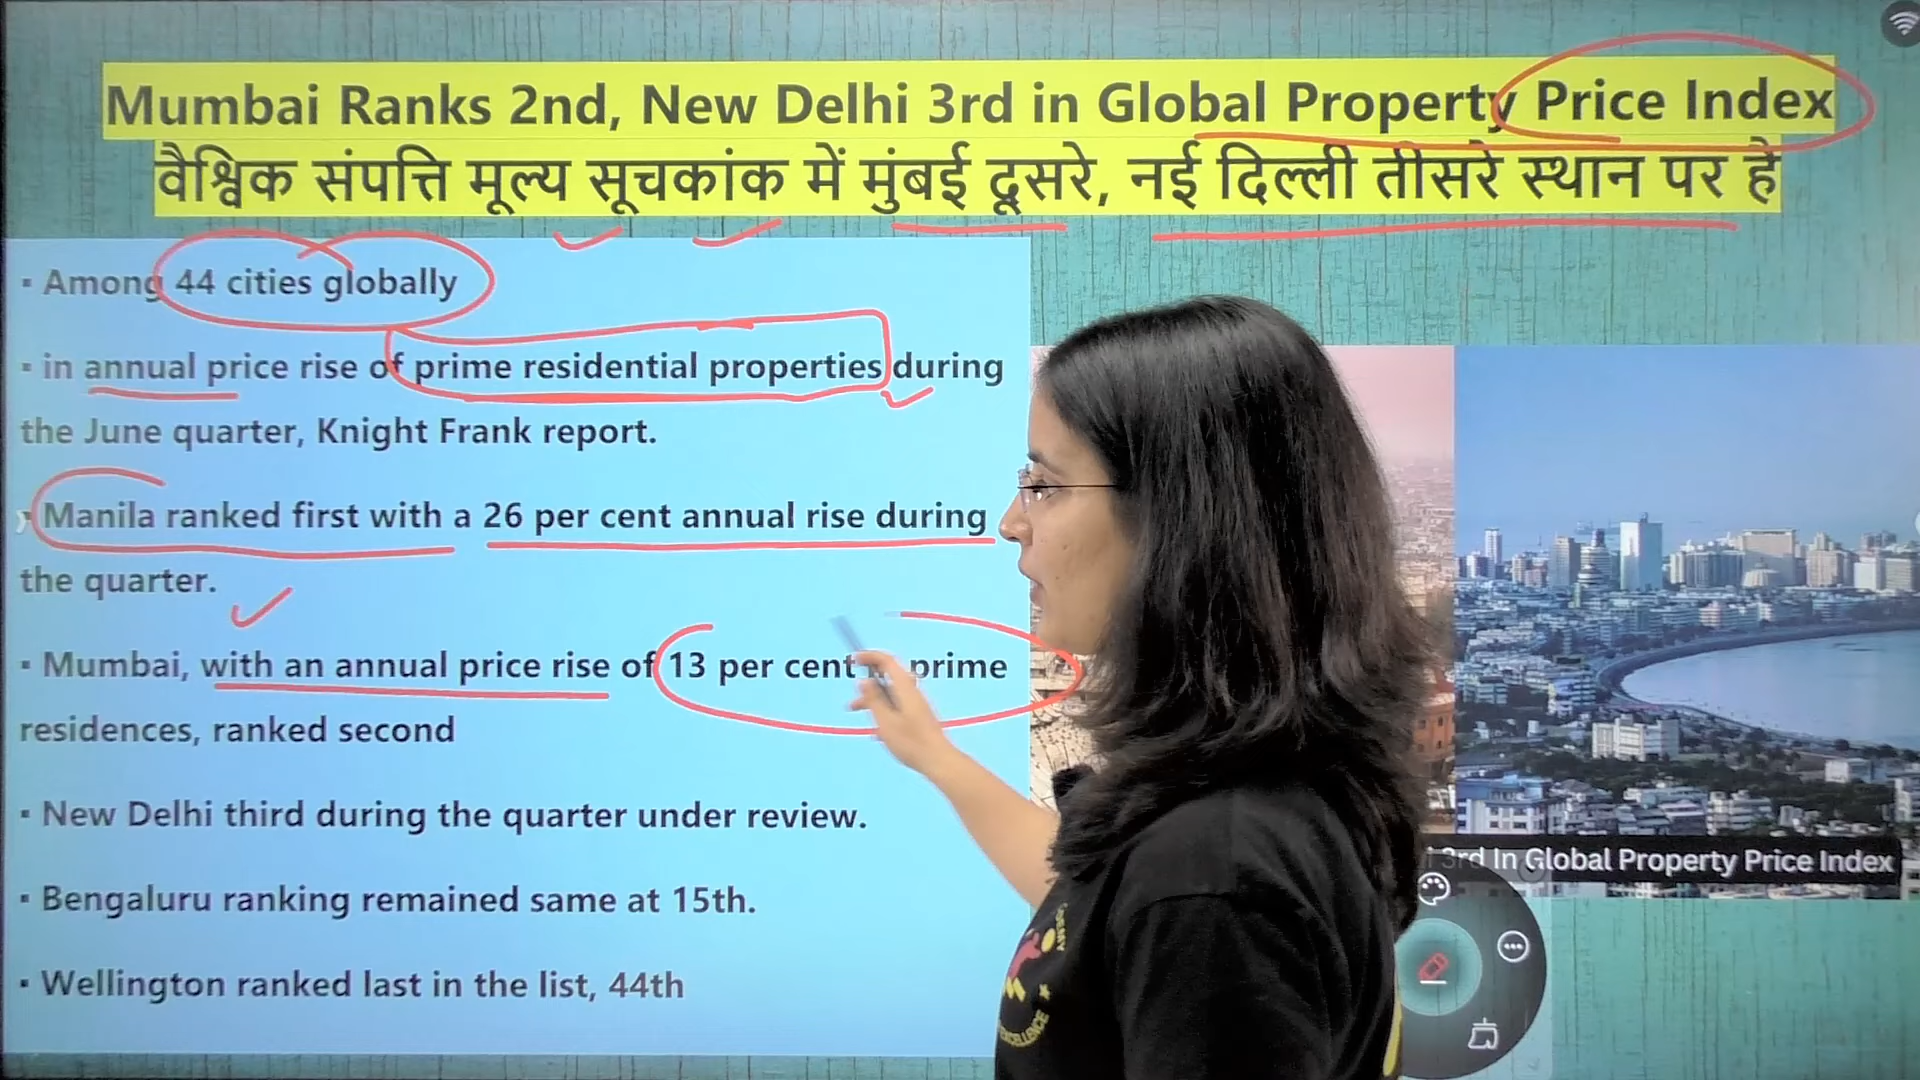 Mumbai Ranks 2nd, New Delhi 3rd in Global Property Price Index
वैश्विक संपत्ति मूल्य सूचकांक में मुंबई दूसरे, नई दिल्ली तीसरे स्थान पर है
▪ Among 44 cities globally
▪ in annual price rise of prime residential properties during
the June quarter, Knight Frank report.
Manila ranked first with a 26 per cent annual rise during
the quarter.
▪ Mumbai, with an annual price rise of 13 per cent prime
residences, ranked second
▪ New Delhi third during the quarter under review.
3rd In Global Property Price Index
▪ Bengaluru ranking remained same at 15th.
▪ Wellington ranked last in the list, 44th